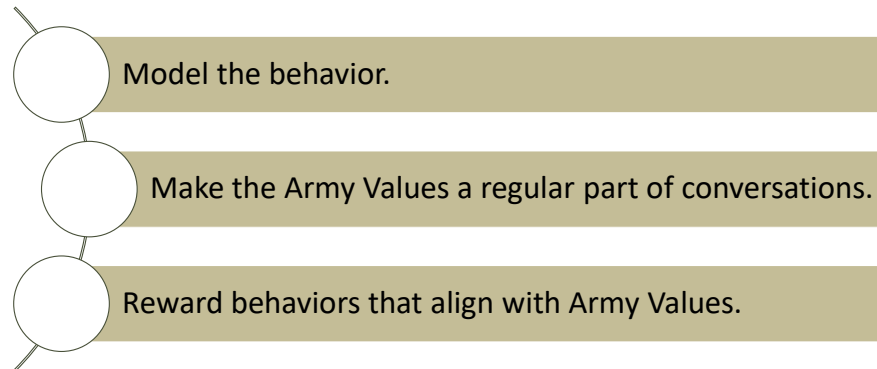 Model the behavior.
Make the Army Values a regular part of conversations.
Reward behaviors that align with Army Values.